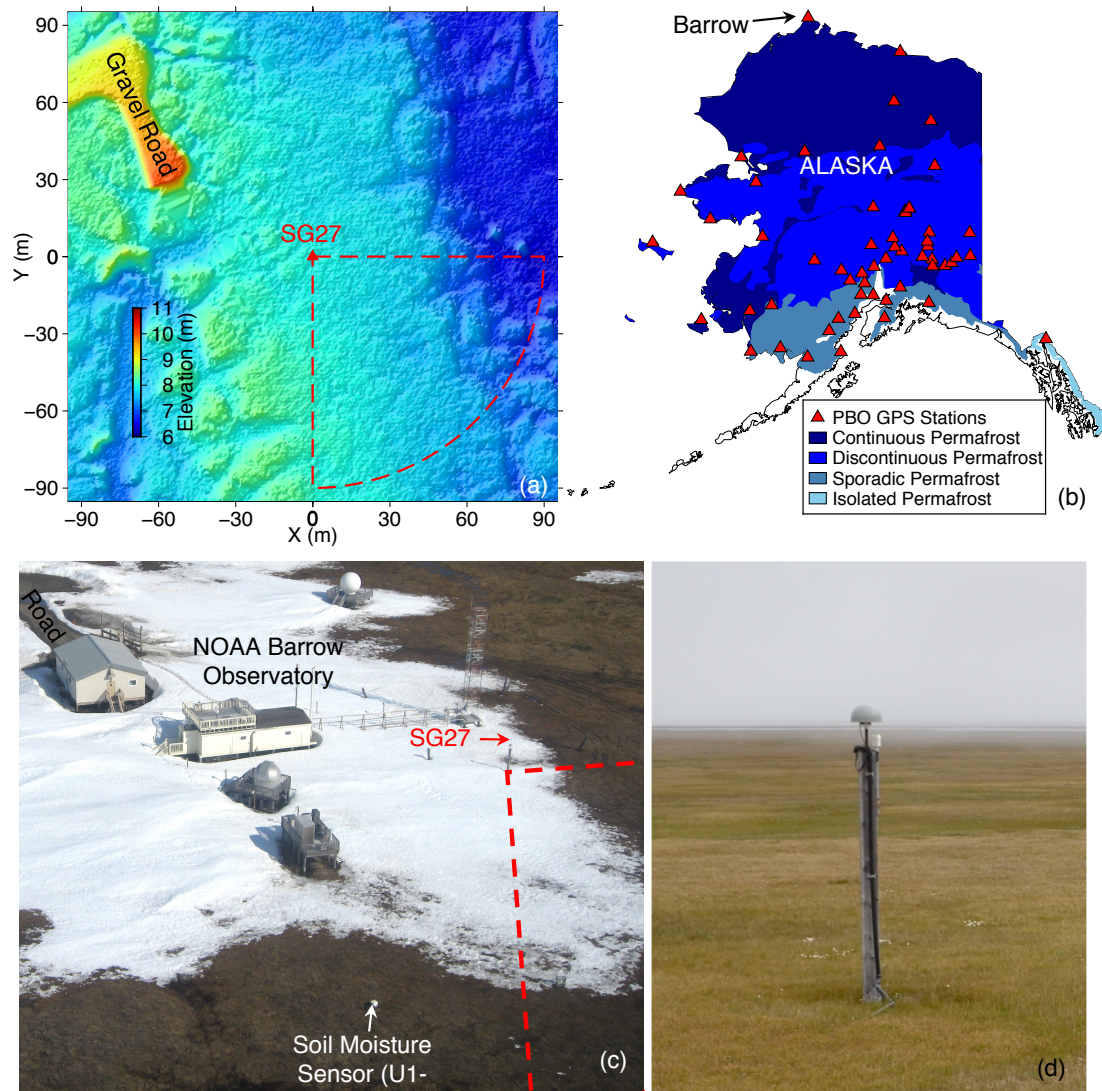 90
60
30
0
−30
−60
−90
Y (m)
Gravel Road
SG27
11
10
9
8
7
6
Elevation (m)
(a)
−90
−60
−30
0
30
60
90
X (m)
Barrow
ALASKA
PBO GPS Stations
Continuous Permafrost
Discontinuous Permafrost
Sporadic Permafrost
Isolated Permafrost
(b)
Road
NOAA Barrow
Observatory
SG27
Soil Moisture
Sensor (U1-
(c)
(d)